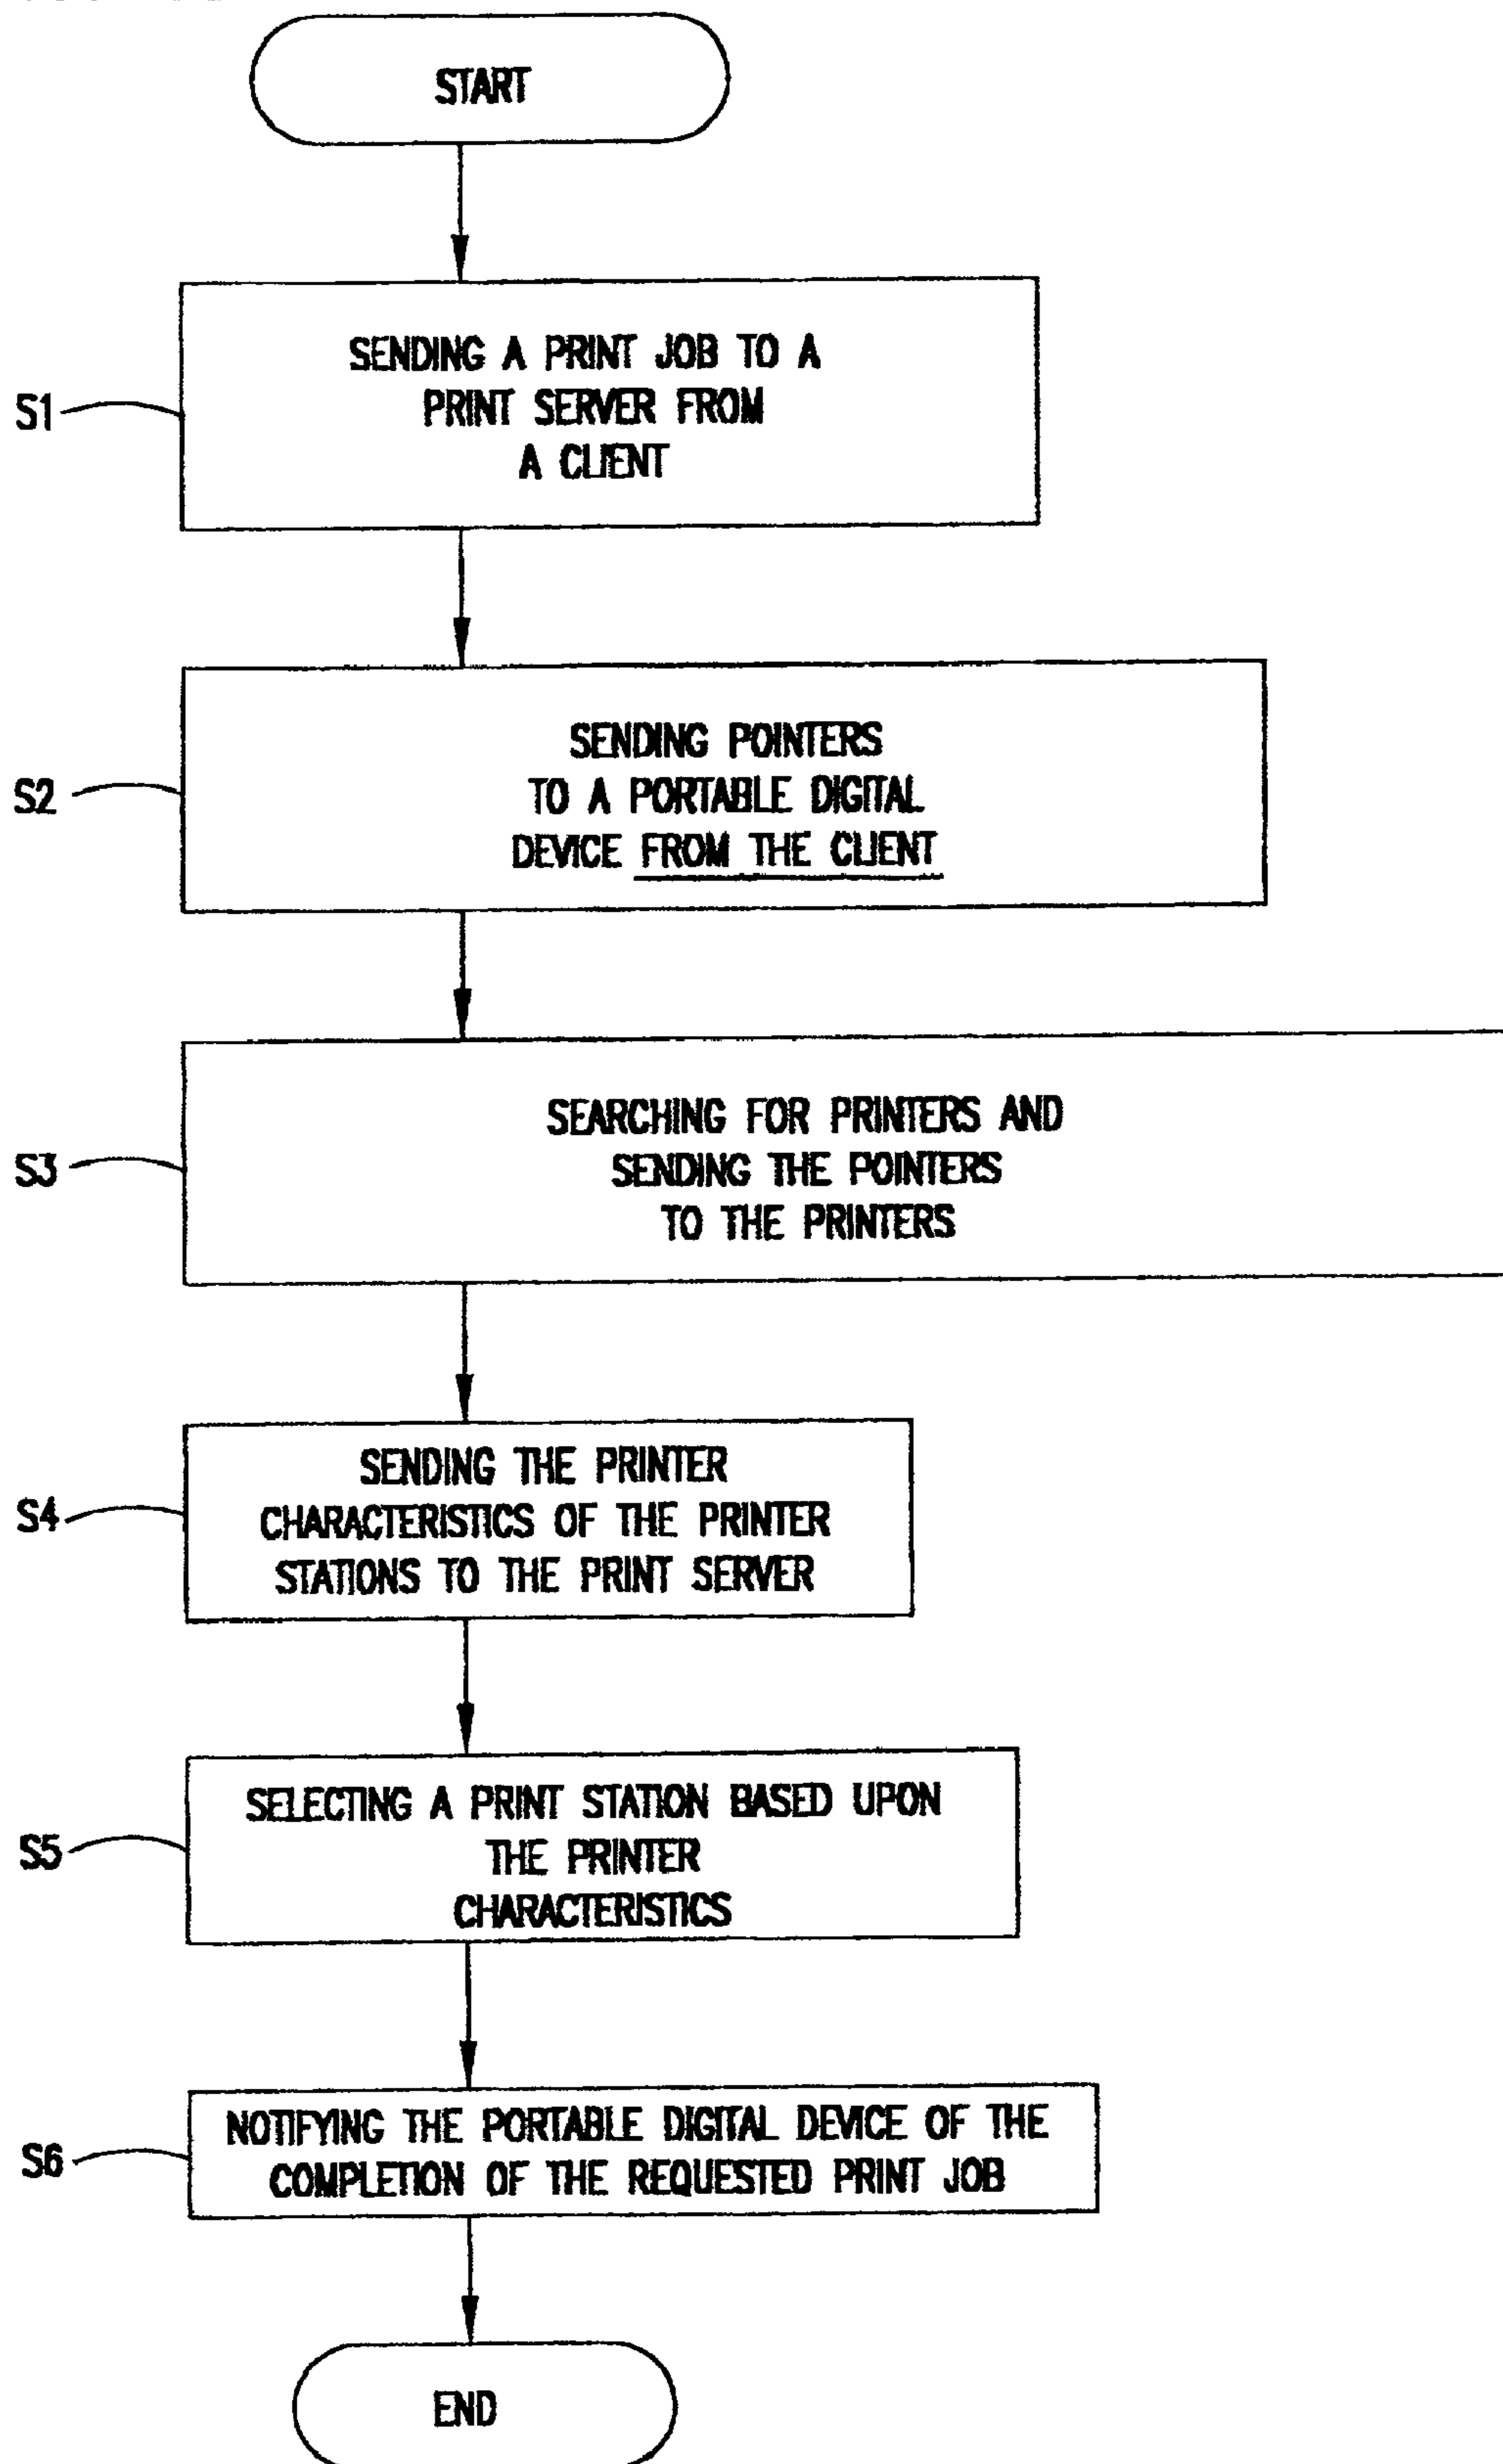 START
S1
SENDING A PRINT JOB TO A
PRINT SERVER FROM
A CLIENT
S2
SENDING POINTERS
TO A PORTABLE DIGITAL
DEVICE FROM THE CLIENT
S3
SEARCHING FOR PRINTERS AND
SENDING THE POINTERS
TO THE PRINTERS
S4
SENDING THE PRINTER
CHARACTERISTICS OF THE PRINTER
STATIONS TO THE PRINT SERVER
S5
SELECTING A PRINT STATION BASED UPON
THE PRINTER
CHARACTERISTICS
S6
NOTIFYING THE PORTABLE DIGITAL DEVICE OF THE
COMPLETION OF THE REQUESTED PRINT JOB
END